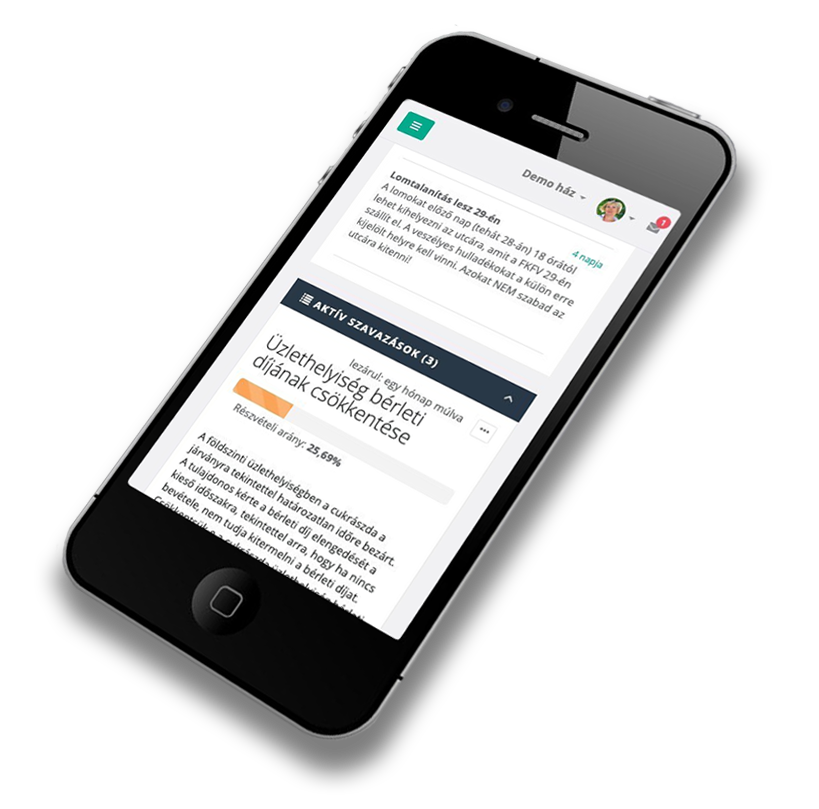 Demo ház
1
Lomtalanítás lesz 29-én
4 napja
A lomokat előző nap (tehát 28-án) 18 órától
lehet kihelyezni az utcára, amit a FKFV 29-én
szállít el. A veszélyes hulladékokat a külön erre
kijelölt helyre kell vinni. Azokat NEM szabad az
utcára kitenni!
AKTÍV SZAVAZÁSOK (3)
lezárul: egy hónap múlva
Üzlethelyiség bérleti
díjának csökkentése
Részvételi arány: 25,69%
A földszinti üzlethelyiségben a cukrászda a
járványra tekintettel határozatlan időre bezárt.
A tulajdonos kérte a bérleti díj elengedését a
kieső időszakra, tekintettel arra, hogy ha nincs
bevétele, nem tudja kitermelni a bérleti díjat.